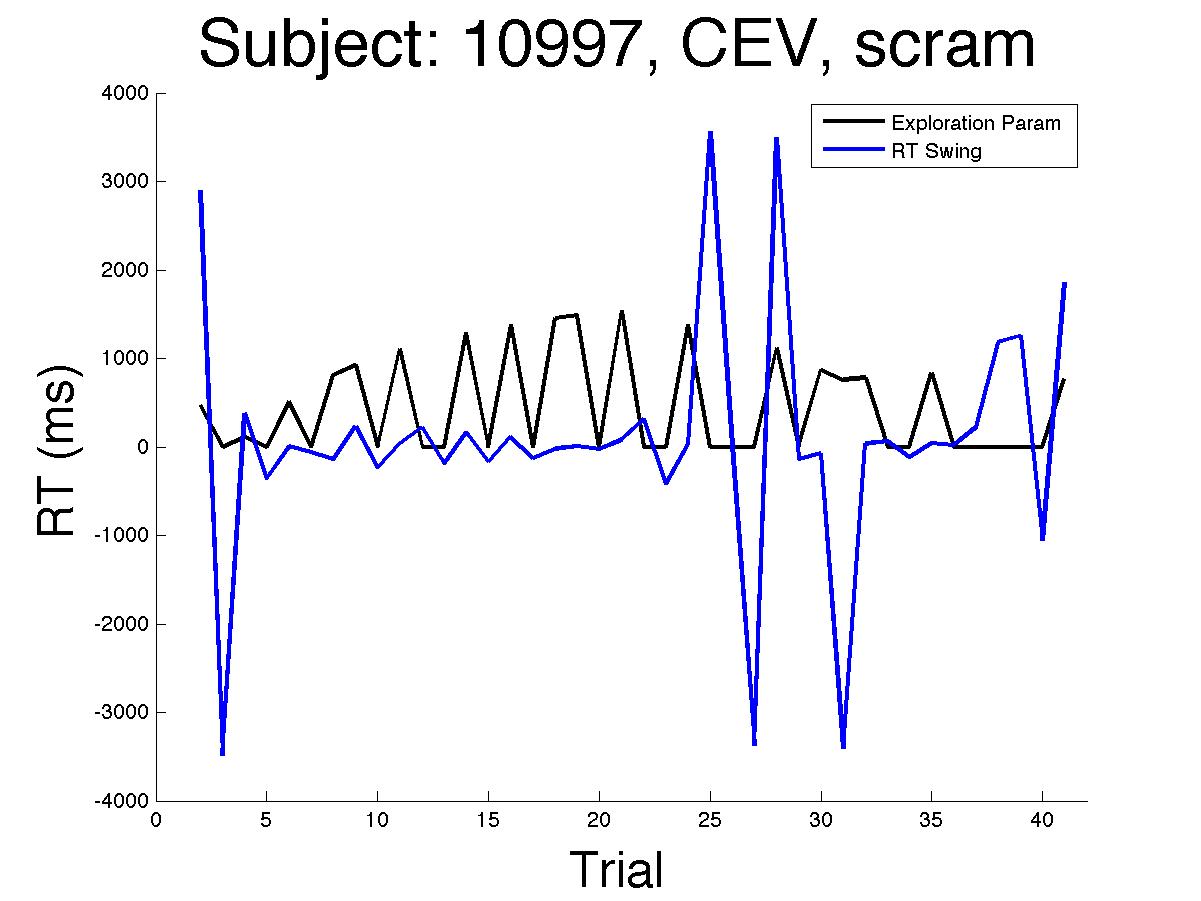 Subject: 10997, CEV, scram
Exploration Param
RT Swing
4000
3000
2000
1000
0
-1000
-2000
-3000
-4000
RT (ms)
0 5 10 15 20 25 30 35 40
Trial